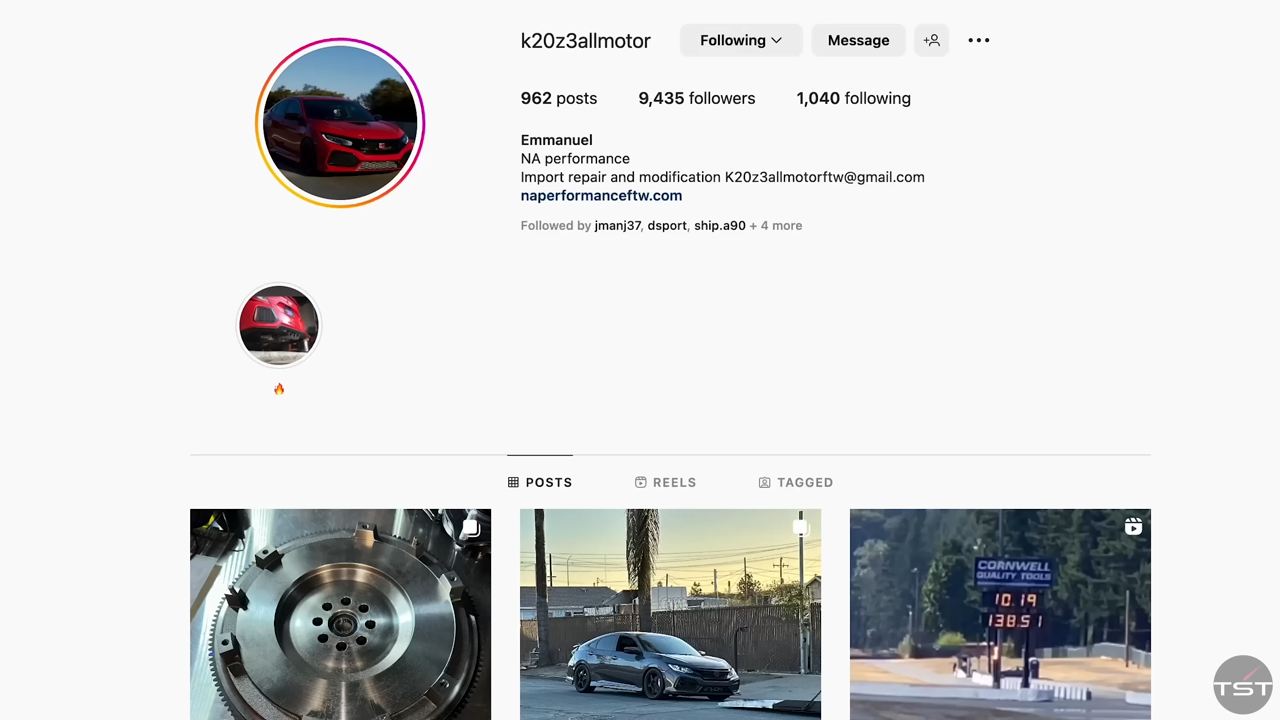 k20z3allmotor
Following
Message
962 posts
9,435 followers
1,040 following
Emmanuel
NA performance
Import repair and modification K20z3allmotorftw@gmail.com
naperformanceftw.com
Followed by jmanj37, dsport, ship.a90 + 4 more
🔥
POSTS
REELS
TAGGED
CORNWELL
QUALITY TOOLS
10.19
138.51
TST